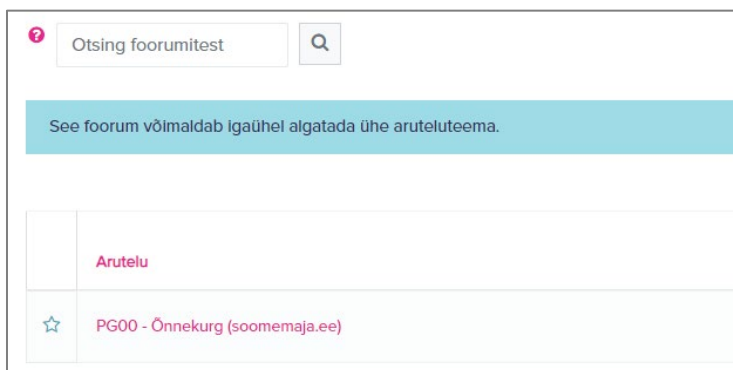 Otsing foorumitest
See foorum võimaldab igaühel algatada ühe aruteluteema.
Arutelu
PG00 - Õnnekurg (soomemaja.ee)